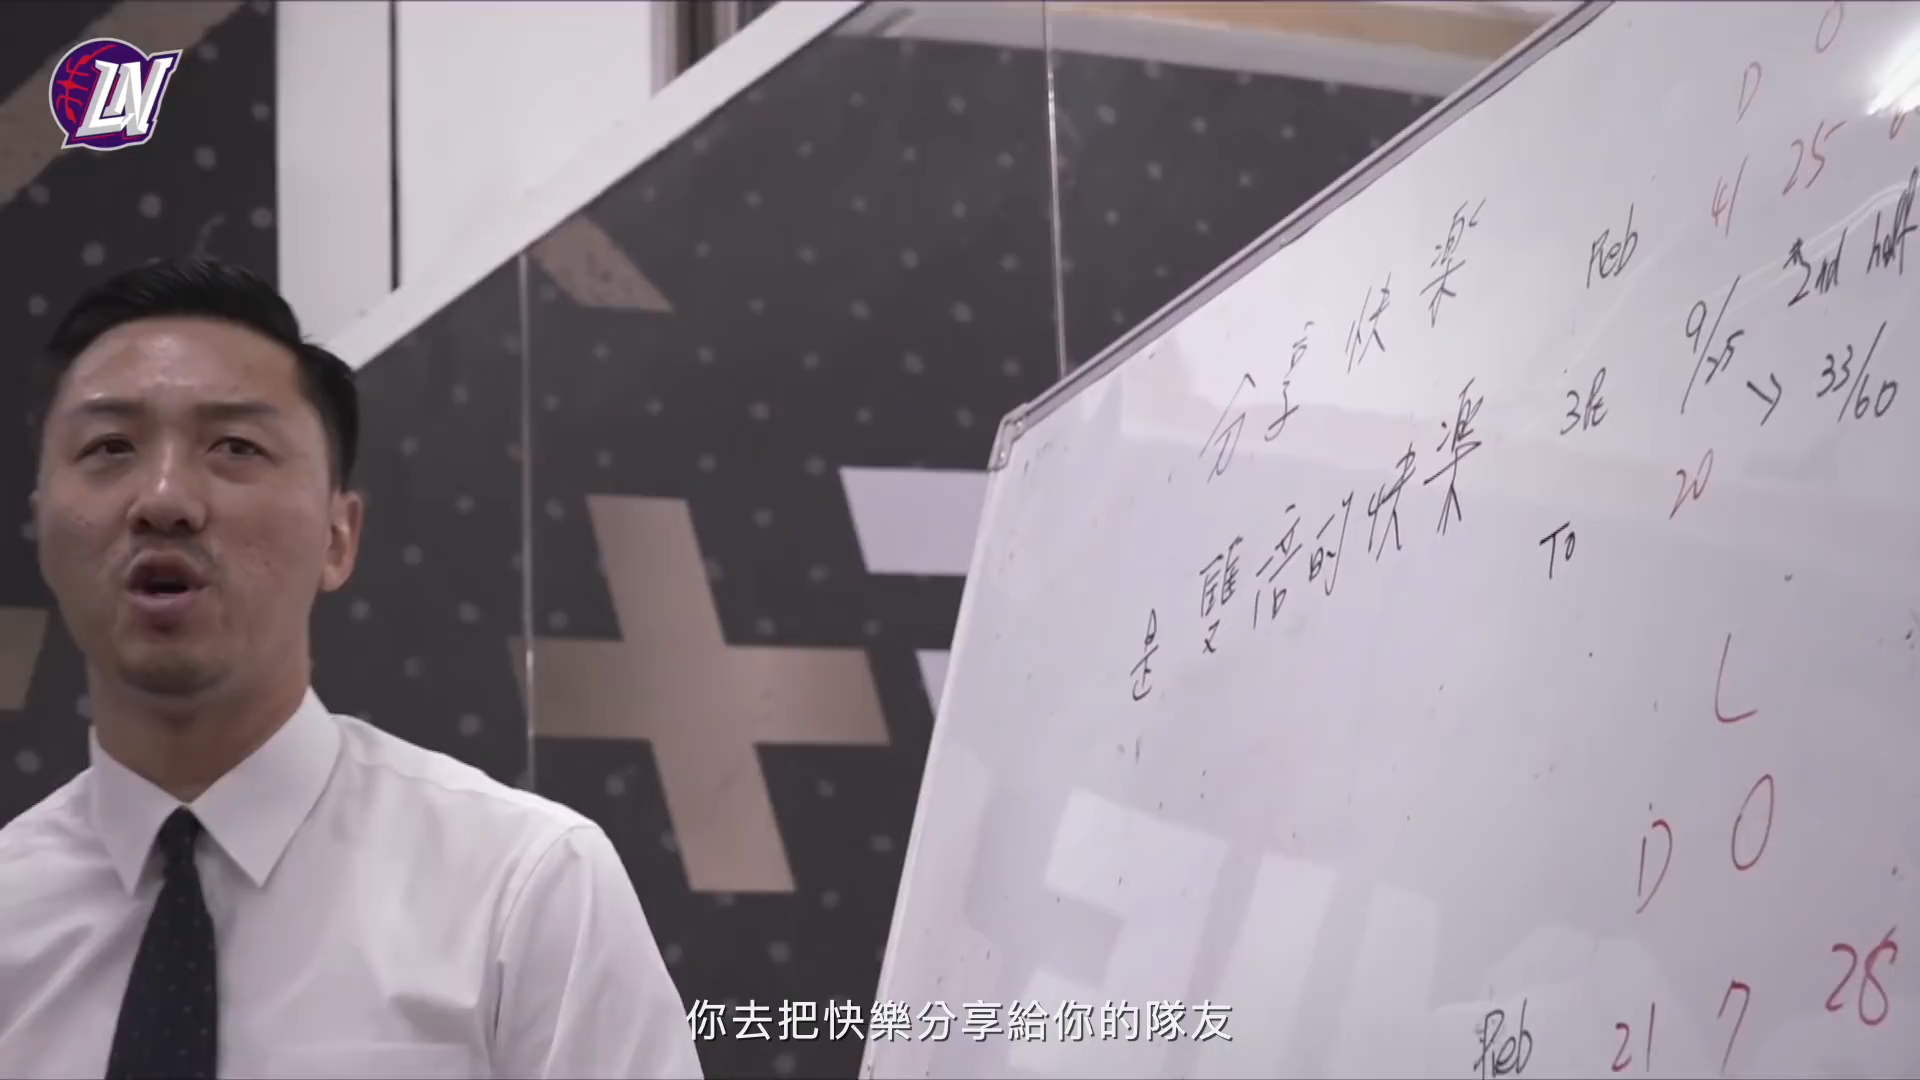 LN
O
D
41 25
分享快樂
Reb
2nd half
是雙倍的快樂
3pt 9/25 → 33/60
To 20
L
D O
Reb 21 7 28
你去把快樂分享給你的隊友